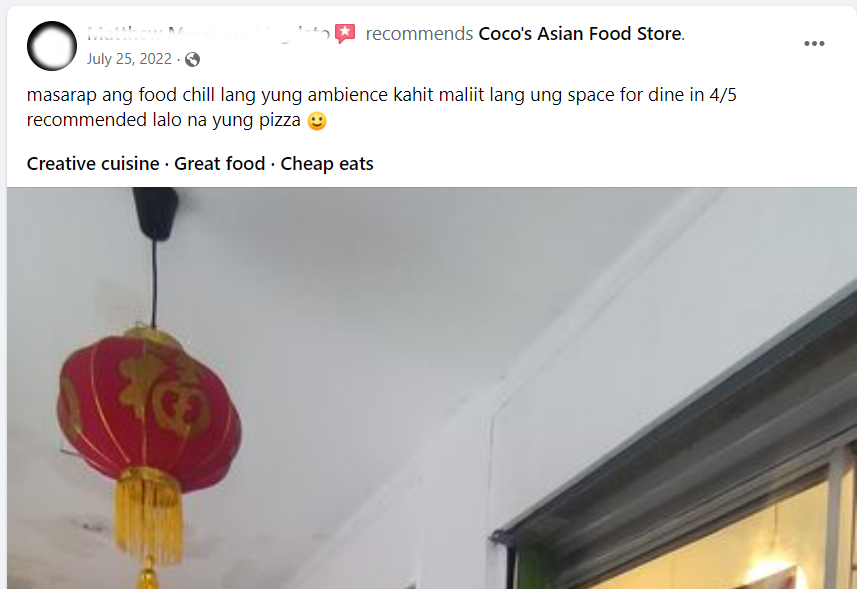 recommends Coco's Asian Food Store.
July 25, 2022 ·
masarap ang food chill lang yung ambience kahit maliit lang ung space for dine in 4/5
recommended lalo na yung pizza 🙂
Creative cuisine · Great food · Cheap eats
福